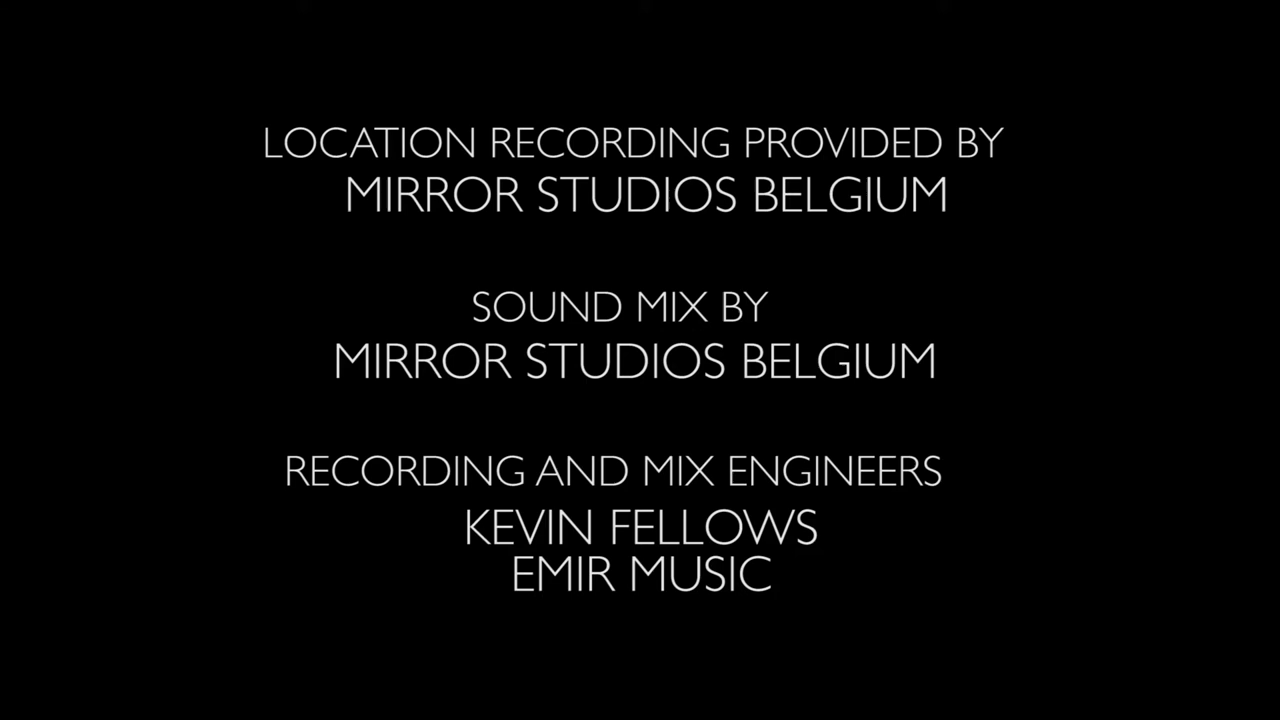 LOCATION RECORDING PROVIDED BY
MIRROR STUDIOS BELGIUM
SOUND MIX BY
MIRROR STUDIOS BELGIUM
RECORDING AND MIX ENGINEERS
KEVIN FELLOWS
EMIR MUSIC